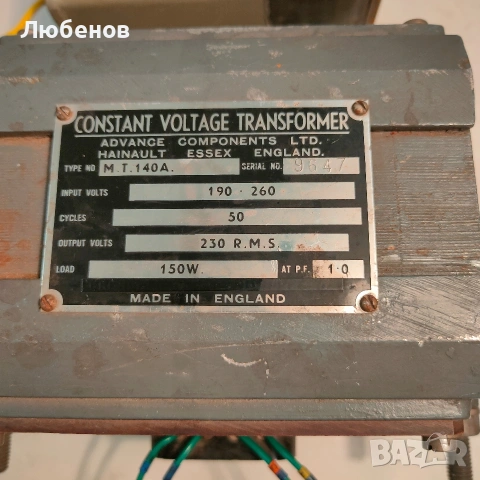 Любенов
CONSTANT VOLTAGE TRANSFORMER
ADVANCE COMPONENTS LTD.
HAINAULT ESSEX ENGLAND.
TYPE NO M.T.140A. SERIAL NO. 9647
INPUT VOLTS 190 - 260
CYCLES 50
OUTPUT VOLTS 230 R.M.S.
LOAD 150W. AT P.F. 1·0
MADE IN ENGLAND
BAZAR